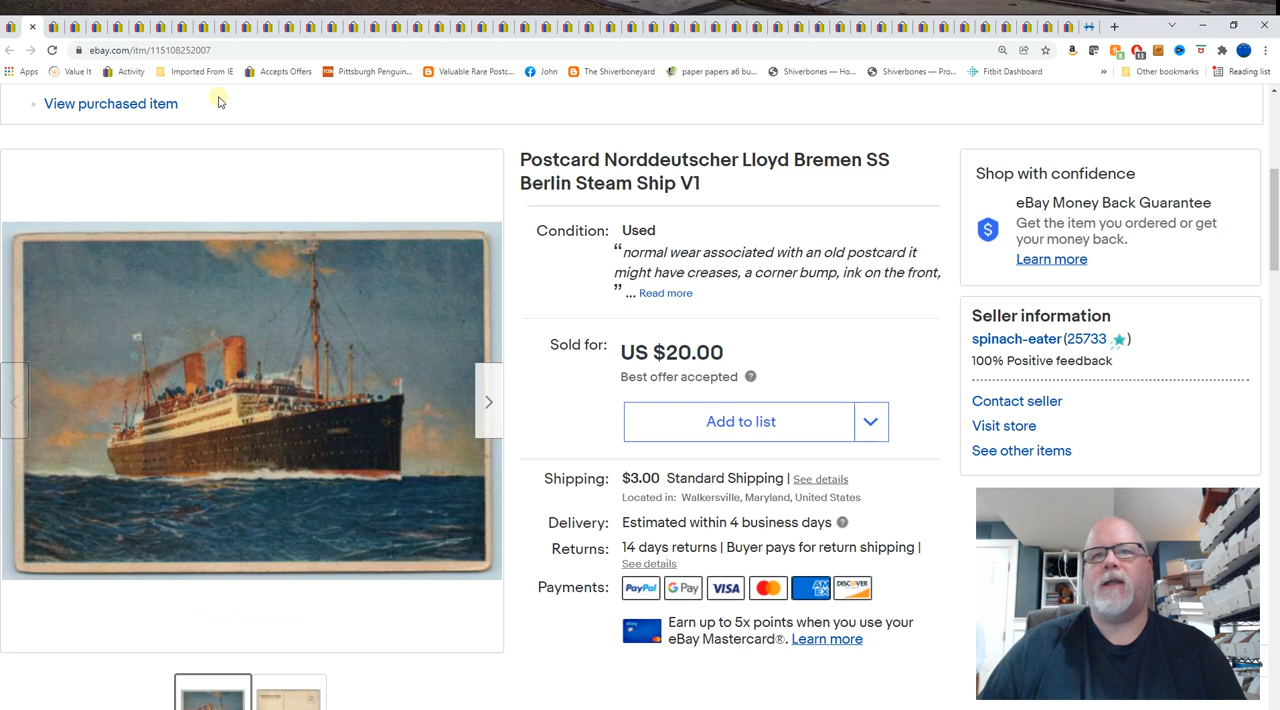 ebay.com/itm/115108252007
Apps Value It Activity Imported From IE Accepts Offers Pittsburgh Penguin... Valuable Rare Postc... John The Shiverboneyard paper papers a6 bu... Shiverbones — Ho... Shiverbones — Pro... Fitbit Dashboard » Other bookmarks Reading list
View purchased item
Postcard Norddeutscher Lloyd Bremen SS
Berlin Steam Ship V1
Condition: Used
“normal wear associated with an old postcard it
might have creases, a corner bump, ink on the front,
” ... Read more
Sold for: US $20.00
Best offer accepted
Add to list
Shipping: $3.00 Standard Shipping | See details
Located in: Walkersville, Maryland, United States
Delivery: Estimated within 4 business days
Returns: 14 days returns | Buyer pays for return shipping |
See details
Payments: PayPal G Pay VISA AM EX DISCOVER
Earn up to 5x points when you use your
eBay Mastercard®. Learn more
Shop with confidence
eBay Money Back Guarantee
Get the item you ordered or get
your money back.
Learn more
Seller information
spinach-eater (25733)
100% Positive feedback
Contact seller
Visit store
See other items